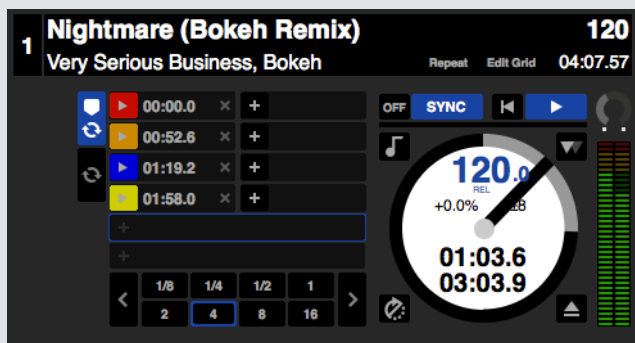 1
Nightmare (Bokeh Remix) 120
Very Serious Business, Bokeh Repeat Edit Grid 04:07.57
00:00.0 × + OFF SYNC
00:52.6 × +
01:19.2 × + 120.0
REL
01:58.0 × + +0.0%
+ 01:03.6
+ 03:03.9
1/8 1/4 1/2 1
2 4 8 16